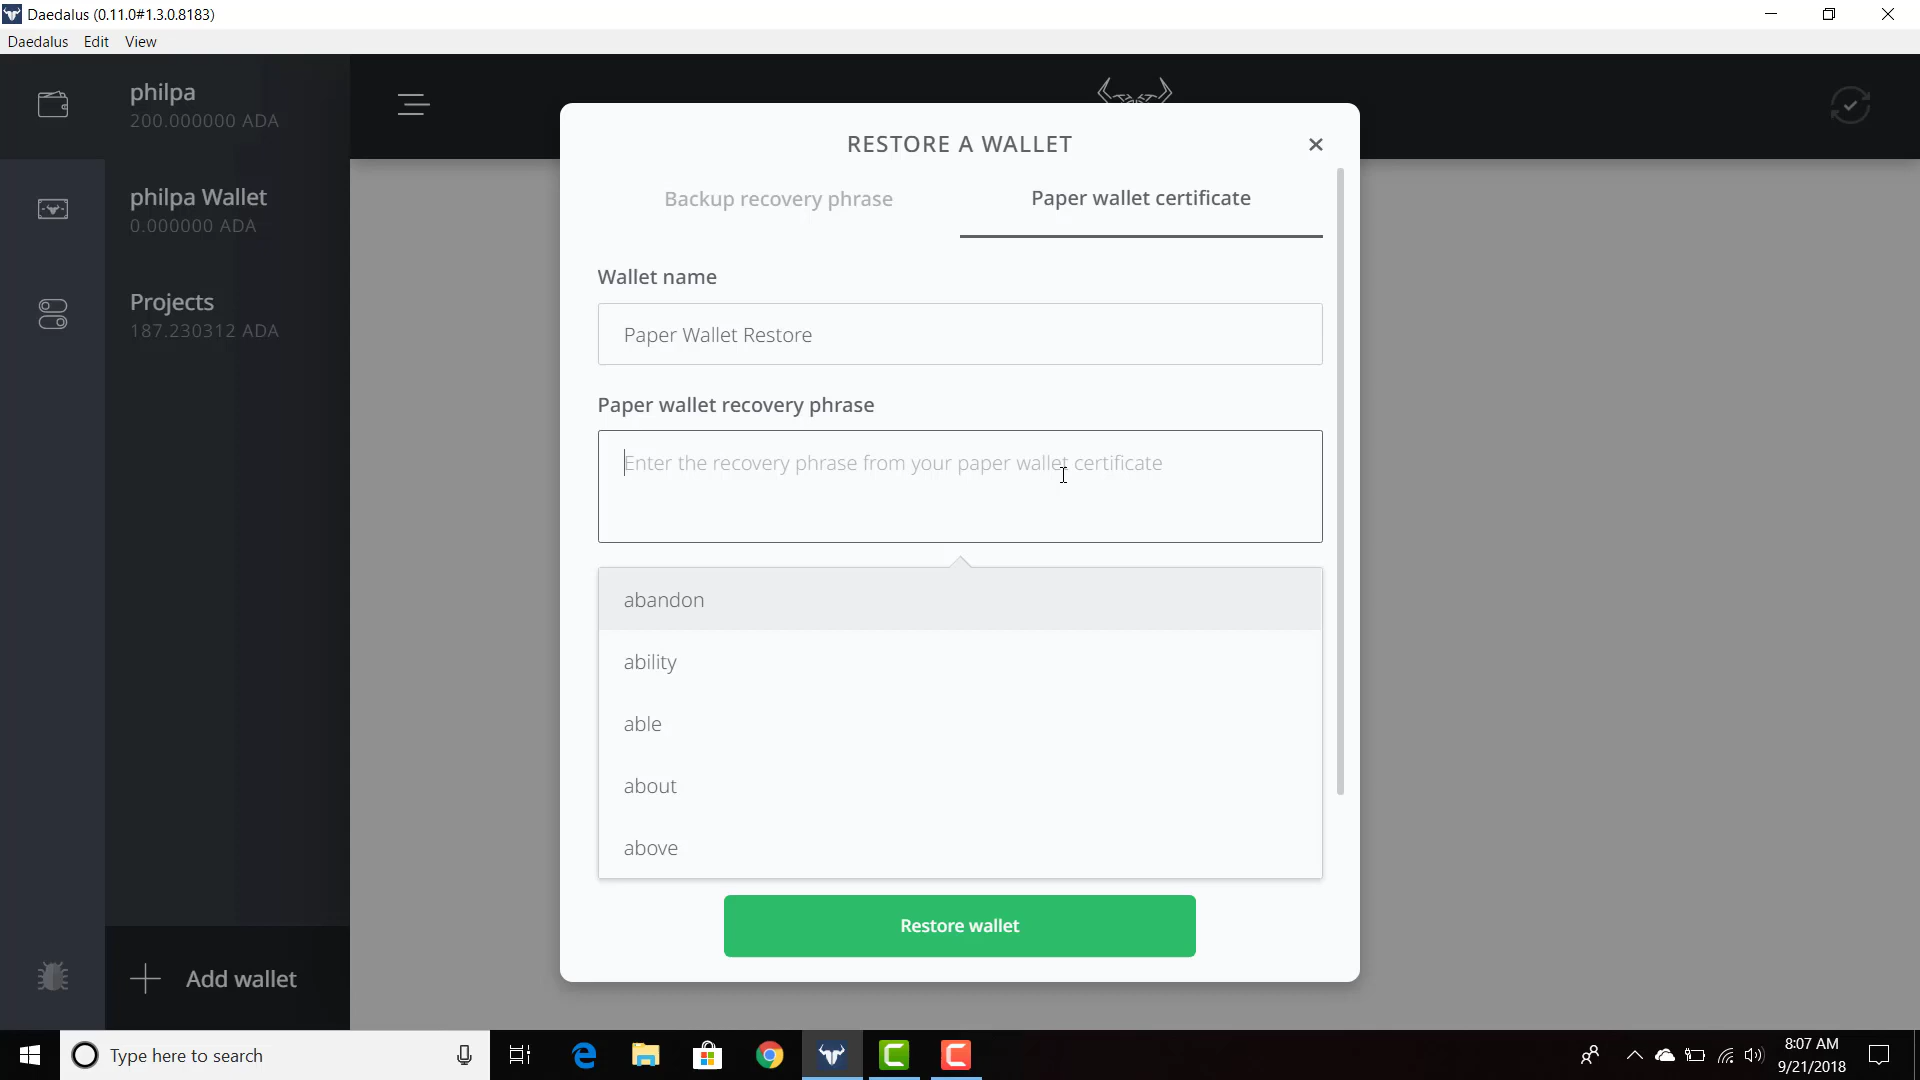 Daedalus (0.11.0#1.3.0.8183)
Daedalus Edit View
philpa
200.000000 ADA
philpa Wallet
0.000000 ADA
Projects
187.230312 ADA
Add wallet
RESTORE A WALLET
Backup recovery phrase
Paper wallet certificate
Wallet name
Paper Wallet Restore
Paper wallet recovery phrase
Enter the recovery phrase from your paper wallet certificate
abandon
ability
able
about
above
Restore wallet
Type here to search
8:07 AM
9/21/2018